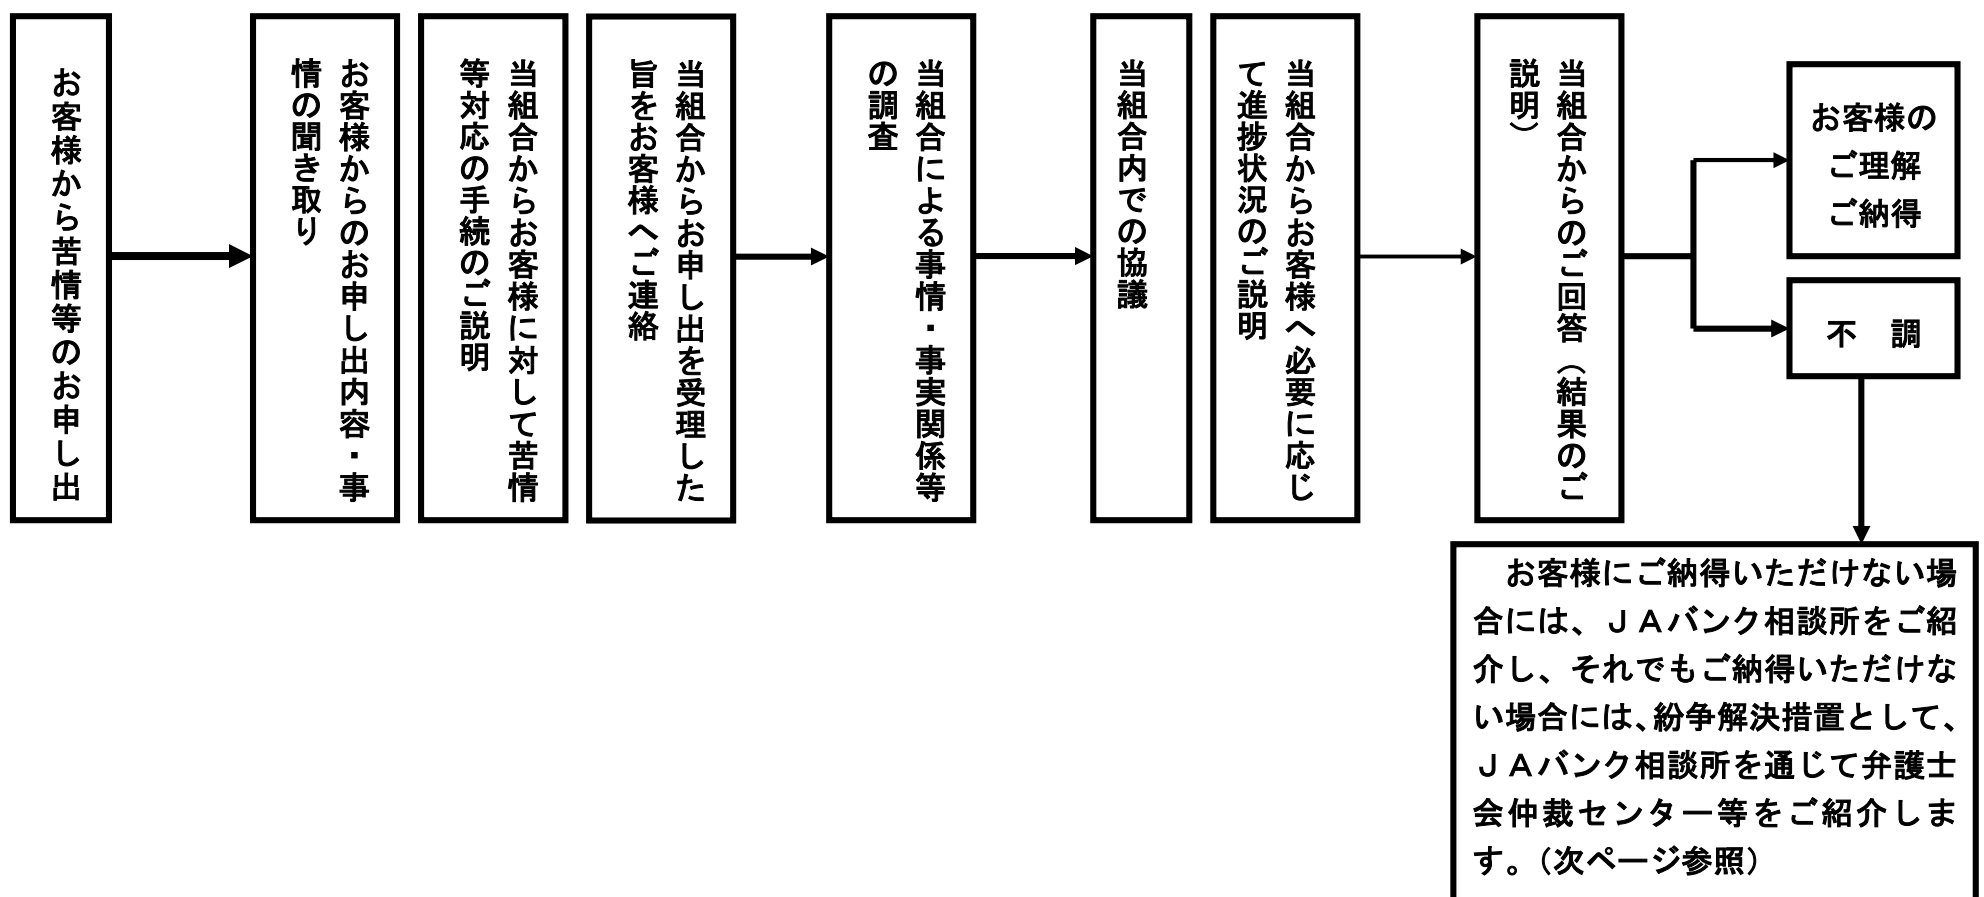 お客様から苦情等のお申し出
お客様からのお申し出内容・事
情の聞き取り
当組合からお客様に対して苦情
等対応の手続のご説明
当組合からお申し出を受理した
旨をお客様へご連絡
当組合による事情・事実関係等
の調査
当組合内での協議
当組合からお客様へ必要に応じ
て進捗状況のご説明
当組合からのご回答（結果のご
説明）
お客様の
ご理解
ご納得
不　調
　お客様にご納得いただけない場
合には、ＪＡバンク相談所をご紹
介し、それでもご納得いただけな
い場合には、紛争解決措置として、
ＪＡバンク相談所を通じて弁護士
会仲裁センター等をご紹介しま
す。（次ページ参照）